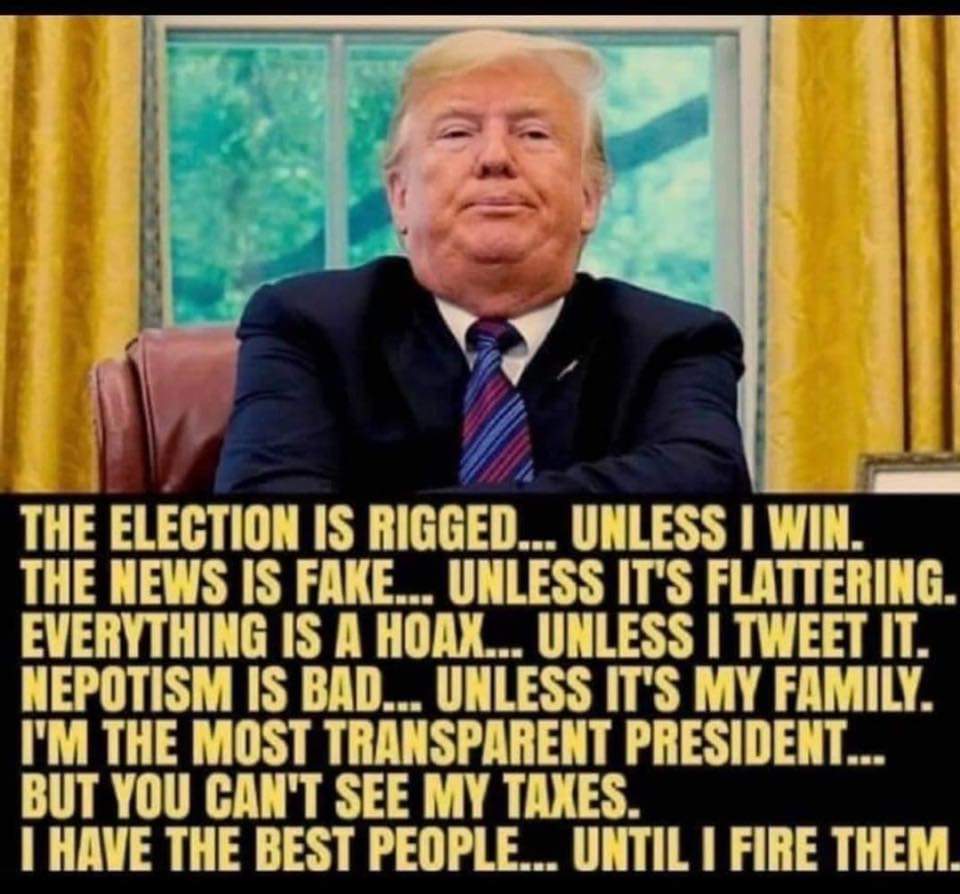 THE ELECTION IS RIGGED... UNLESS I WIN.
THE NEWS IS FAKE... UNLESS IT'S FLATTERING.
EVERYTHING IS A HOAX... UNLESS I TWEET IT.
NEPOTISM IS BAD... UNLESS IT'S MY FAMILY.
I'M THE MOST TRANSPARENT PRESIDENT...
BUT YOU CAN'T SEE MY TAXES.
I HAVE THE BEST PEOPLE... UNTIL I FIRE THEM.